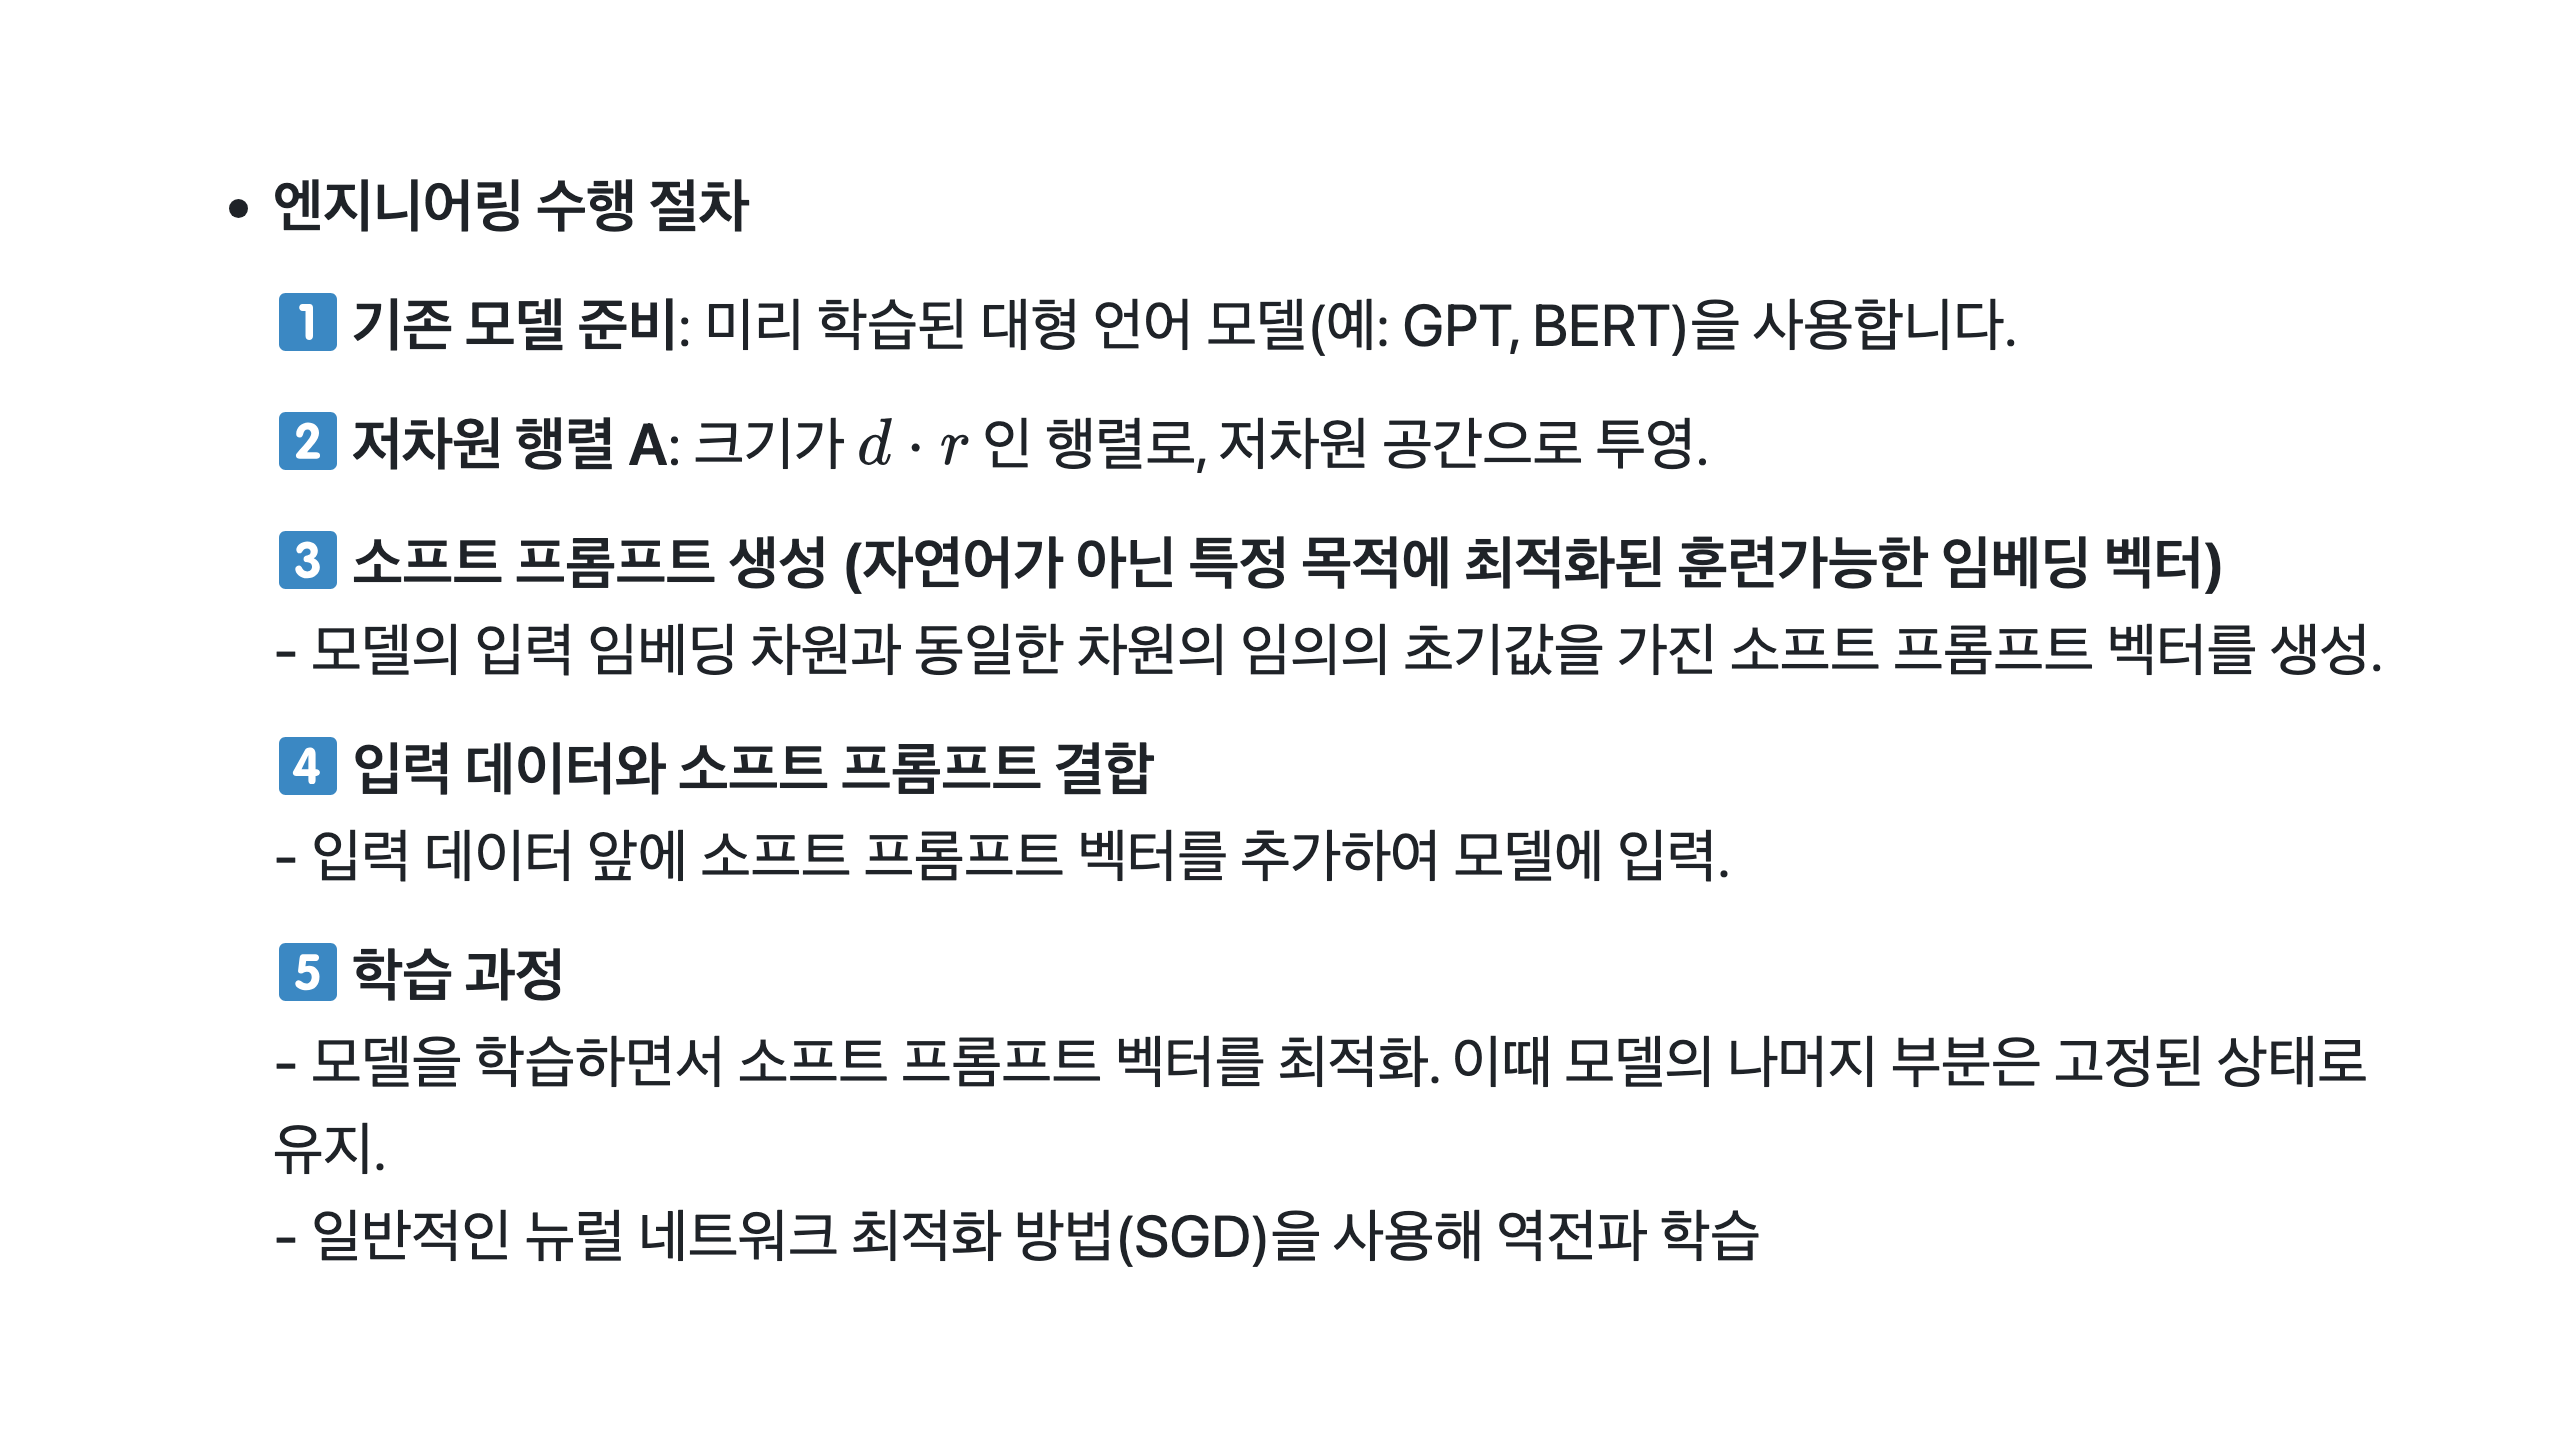 • 엔지니어링 수행 절차
1 기존 모델 준비: 미리 학습된 대형 언어 모델(예: GPT, BERT)을 사용합니다.
2 저차원 행렬 A: 크기가 d · r 인 행렬로, 저차원 공간으로 투영.
3 소프트 프롬프트 생성 (자연어가 아닌 특정 목적에 최적화된 훈련가능한 임베딩 벡터)
– 모델의 입력 임베딩 차원과 동일한 차원의 임의의 초기값을 가진 소프트 프롬프트 벡터를 생성.
4 입력 데이터와 소프트 프롬프트 결합
– 입력 데이터 앞에 소프트 프롬프트 벡터를 추가하여 모델에 입력.
5 학습 과정
– 모델을 학습하면서 소프트 프롬프트 벡터를 최적화. 이때 모델의 나머지 부분은 고정된 상태로
유지.
– 일반적인 뉴럴 네트워크 최적화 방법(SGD)을 사용해 역전파 학습